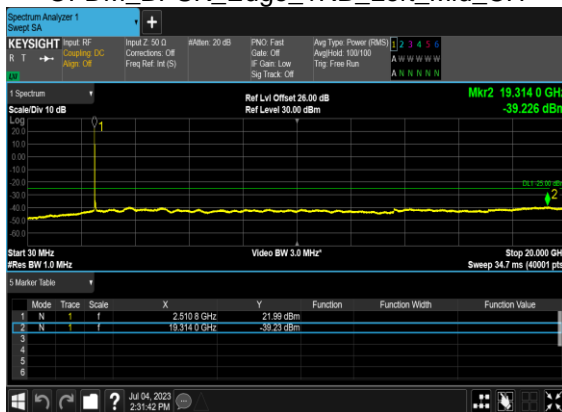 Spectrum Analyzer 1
Swept SA
KEYSIGHT
R T
Input: RF
Coupling: DC
Align: Off
Input Z: 50 Ω
Corrections: Off
Freq Ref: Int (S)
#Atten: 20 dB
PNO: Fast
Gate: Off
IF Gain: Low
Sig Track: Off
Avg Type: Power (RMS)
Avg|Hold: 100/100
Trig: Free Run
1 2 3 4 5 6
A W W W W W
A N N N N N
1 Spectrum
Scale/Div 10 dB
Ref Lvl Offset 26.00 dB
Ref Level 30.00 dBm
Mkr2 19.314 0 GHz
-39.226 dBm
Log
20.0
10.0
0.00
-10.0
-20.0
-30.0
-40.0
-50.0
-60.0
1
DL1 -25.00 dBm
2
Start 30 MHz
#Res BW 1.0 MHz
Video BW 3.0 MHz*
Stop 20.000 GHz
Sweep 34.7 ms (40001 pts)
5 Marker Table
Mode Trace Scale X Y Function Function Width Function Value
1 N 1 f 2.510 8 GHz 21.99 dBm
2 N 1 f 19.314 0 GHz -39.23 dBm
3
4
5
6
?
Jul 04, 2023
2:31:42 PM